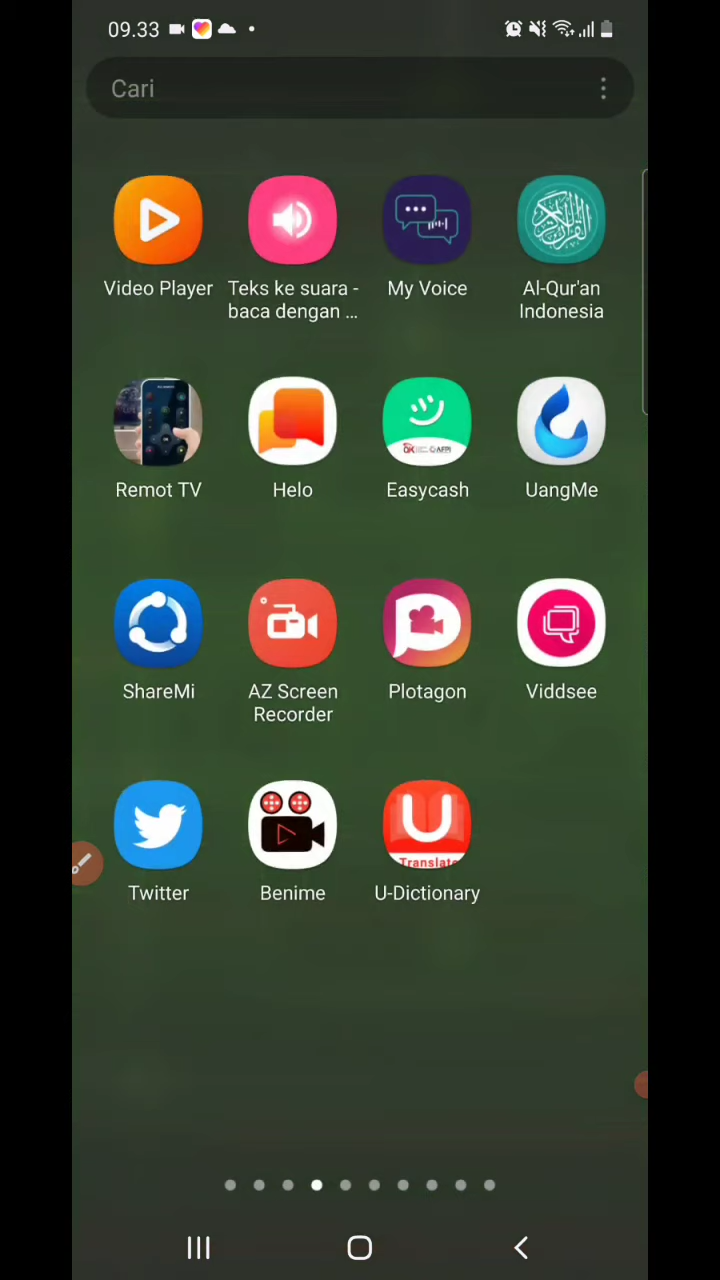 09.33
Cari
Video Player
Teks ke suara -
baca dengan ...
My Voice
Al-Qur'an
Indonesia
Remot TV
Helo
Easycash
UangMe
ShareMi
AZ Screen
Recorder
Plotagon
Viddsee
Twitter
Benime
U
Translate
U-Dictionary